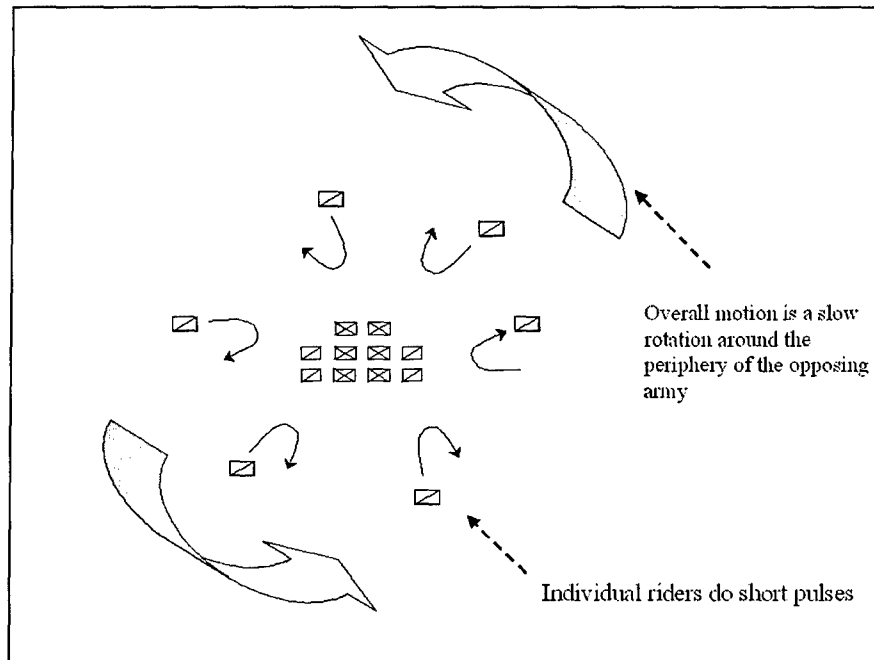 Overall motion is a slow
rotation around the
periphery of the opposing
army
Individual riders do short pulses